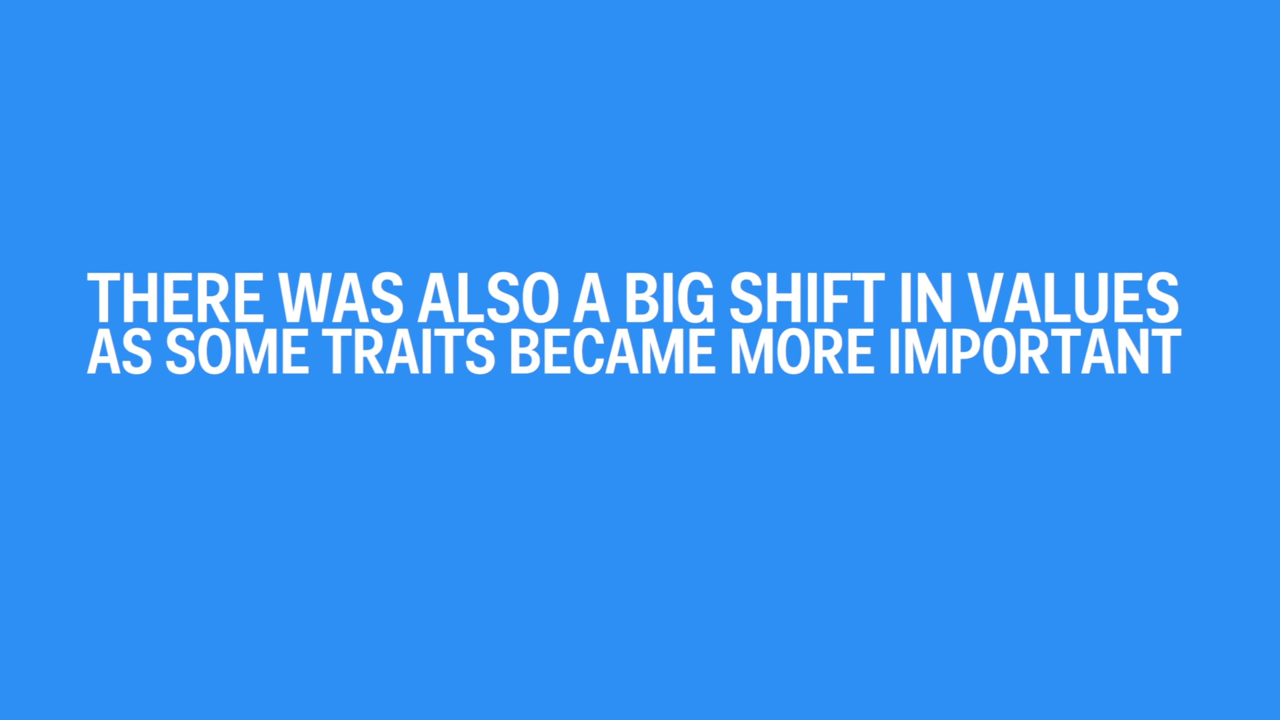 THERE WAS ALSO A BIG SHIFT IN VALUES
AS SOME TRAITS BECAME MORE IMPORTANT